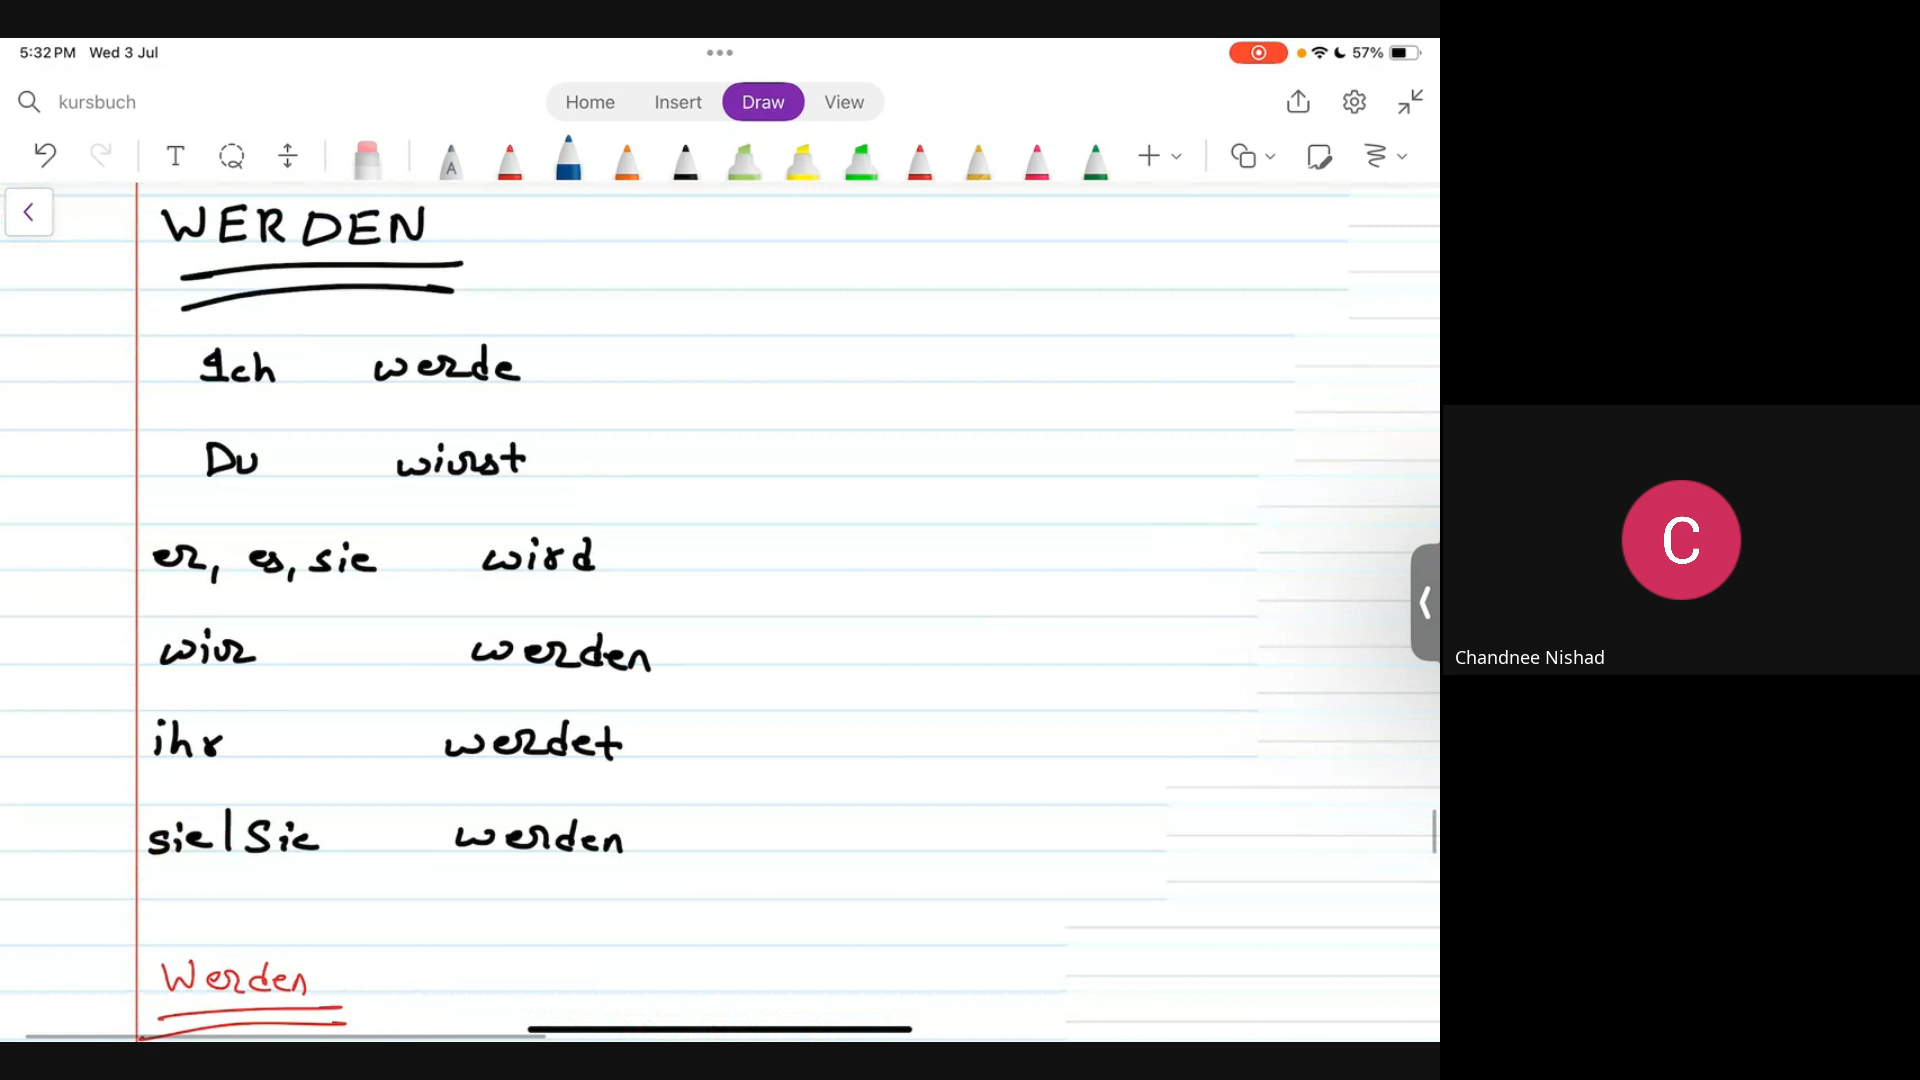 5:32 PM Wed 3 Jul 57%
kursbuch Home Insert Draw View
T A
WERDEN
Ich werde
Du wirst
er, es, sie wird
wir werden
ihr werdet
sie/Sie werden
Werden
C
Chandnee Nishad